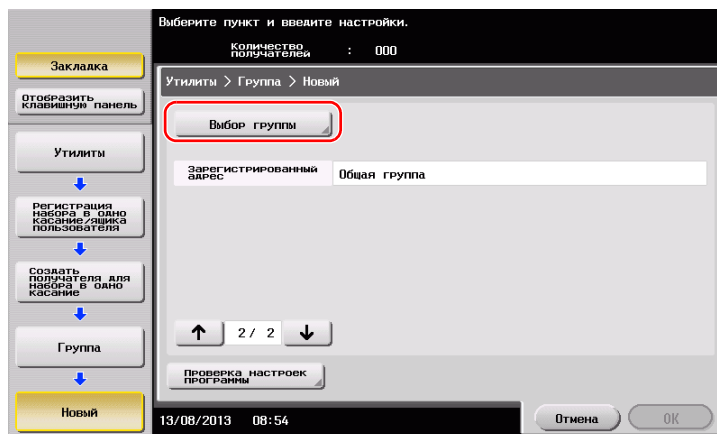 Выберите пункт и введите настройки.
Количество
получателей : 000
Закладка
Отобразить
клавишную панель
Утилиты
Регистрация
набора в одно
касание/ящика
пользователя
Создать
получателя для
набора в одно
касание
Группа
Новый
Утилиты > Группа > Новый
Выбор группы
Зарегистрированный
адрес
Общая группа
↑ 2/ 2 ↓
Проверка настроек
программы
13/08/2013 08:54
Отмена
OK